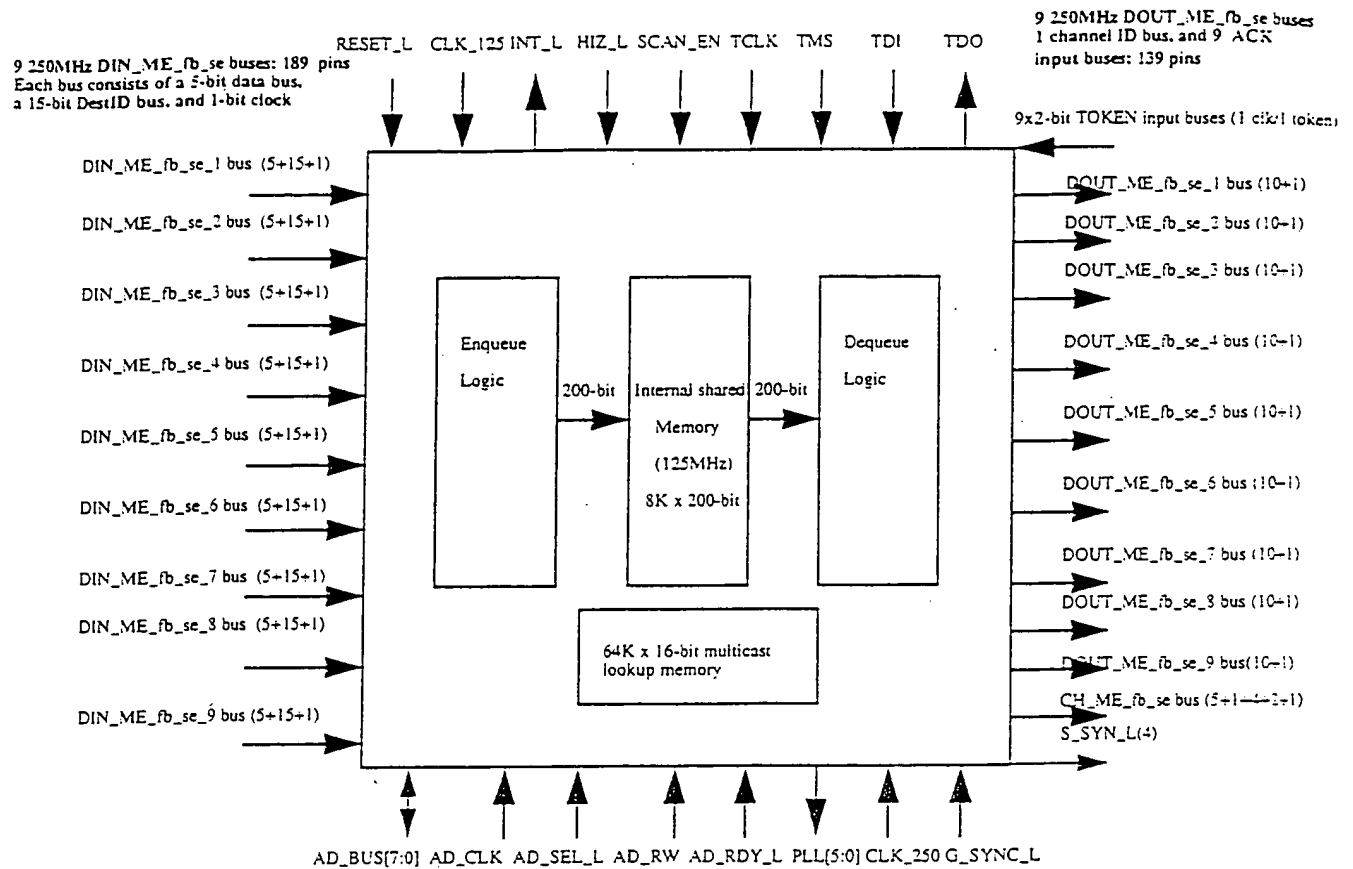 9 250MHz DOUT_ME_fb_se buses
1 channel ID bus, and 9 ACK
input buses: 139 pins
RESET_L CLK_125 INT_L HIZ_L SCAN_EN TCLK TMS TDI TDO
9 250MHz DIN_ME_fb_se buses: 189 pins
Each bus consists of a 5-bit data bus,
a 15-bit DestID bus, and 1-bit clock
9x2-bit TOKEN input buses (1 clk/1 token)
DIN_ME_fb_se_1 bus (5+15+1)
DOUT_ME_fb_se_1 bus (10+1)
DIN_ME_fb_se_2 bus (5+15+1)
DOUT_ME_fb_se_2 bus (10+1)
DIN_ME_fb_se_3 bus (5+15+1)
DOUT_ME_fb_se_3 bus (10+1)
DIN_ME_fb_se_4 bus (5+15+1)
DOUT_ME_fb_se_4 bus (10+1)
DIN_ME_fb_se_5 bus (5+15+1)
DOUT_ME_fb_se_5 bus (10+1)
DIN_ME_fb_se_6 bus (5+15+1)
DOUT_ME_fb_se_6 bus (10+1)
DIN_ME_fb_se_7 bus (5+15+1)
DOUT_ME_fb_se_7 bus (10+1)
DIN_ME_fb_se_8 bus (5+15+1)
DOUT_ME_fb_se_8 bus (10+1)
DIN_ME_fb_se_9 bus (5+15+1)
DOUT_ME_fb_se_9 bus(10+1)
CH_ME_fb_se bus
S_SYN_L(4)
Enqueue
Logic
200-bit
Internal shared
Memory
(125MHz)
8K x 200-bit
200-bit
Dequeue
Logic
64K x 16-bit multicast
lookup memory
AD_BUS[7:0] AD_CLK AD_SEL_L AD_RW AD_RDY_L PLL[5:0] CLK_250 G_SYNC_L